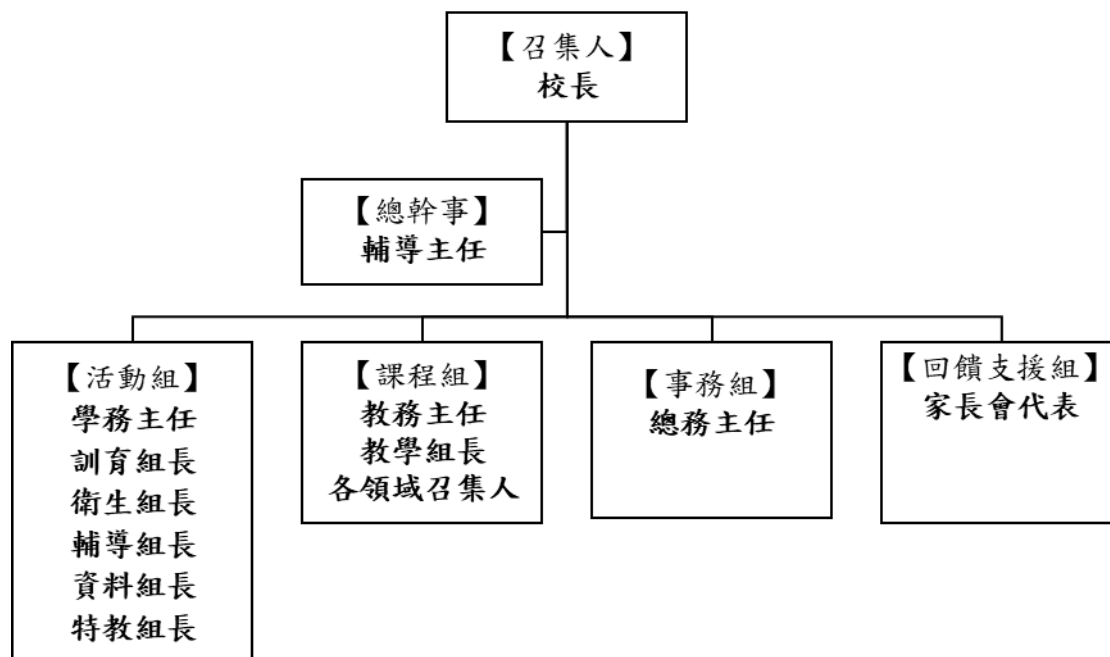 【召集人】
校長
【總幹事】
輔導主任
【活動組】
學務主任
訓育組長
衛生組長
輔導組長
資料組長
特教組長
【課程組】
教務主任
教學組長
各領域召集人
【事務組】
總務主任
【回饋支援組】
家長會代表